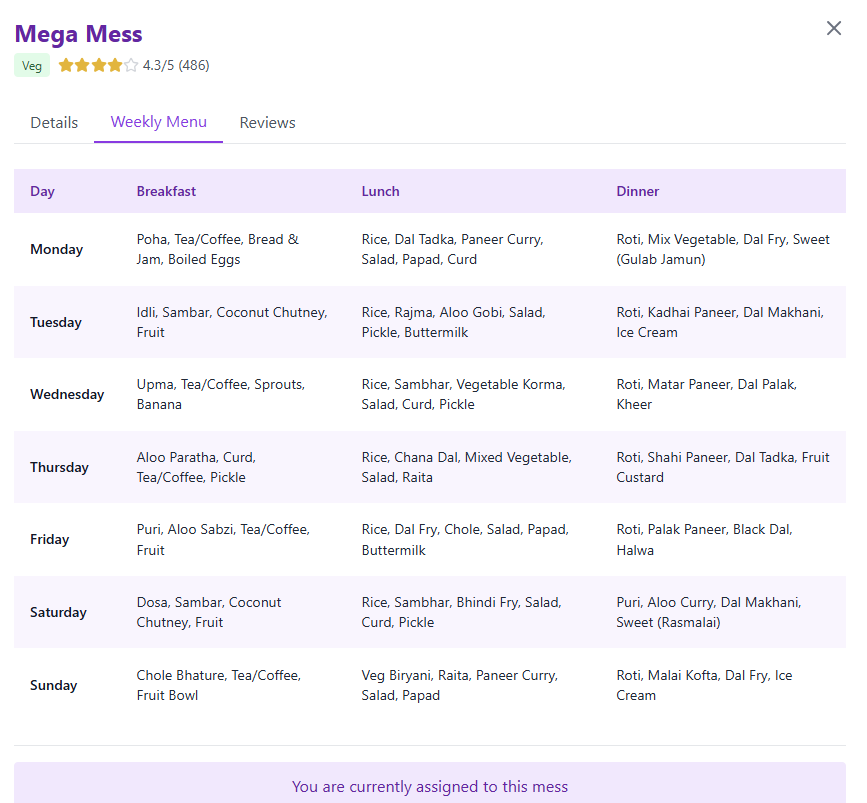 Mega Mess
Veg 4.3/5 (486)
Details Weekly Menu Reviews
Day Breakfast Lunch Dinner
Monday
Poha, Tea/Coffee, Bread &
Jam, Boiled Eggs
Rice, Dal Tadka, Paneer Curry,
Salad, Papad, Curd
Roti, Mix Vegetable, Dal Fry, Sweet
(Gulab Jamun)
Tuesday
Idli, Sambar, Coconut Chutney,
Fruit
Rice, Rajma, Aloo Gobi, Salad,
Pickle, Buttermilk
Roti, Kadhai Paneer, Dal Makhani,
Ice Cream
Wednesday
Upma, Tea/Coffee, Sprouts,
Banana
Rice, Sambhar, Vegetable Korma,
Salad, Curd, Pickle
Roti, Matar Paneer, Dal Palak,
Kheer
Thursday
Aloo Paratha, Curd,
Tea/Coffee, Pickle
Rice, Chana Dal, Mixed Vegetable,
Salad, Raita
Roti, Shahi Paneer, Dal Tadka, Fruit
Custard
Friday
Puri, Aloo Sabzi, Tea/Coffee,
Fruit
Rice, Dal Fry, Chole, Salad, Papad,
Buttermilk
Roti, Palak Paneer, Black Dal,
Halwa
Saturday
Dosa, Sambar, Coconut
Chutney, Fruit
Rice, Sambhar, Bhindi Fry, Salad,
Curd, Pickle
Puri, Aloo Curry, Dal Makhani,
Sweet (Rasmalai)
Sunday
Chole Bhature, Tea/Coffee,
Fruit Bowl
Veg Biryani, Raita, Paneer Curry,
Salad, Papad
Roti, Malai Kofta, Dal Fry, Ice
Cream
You are currently assigned to this mess